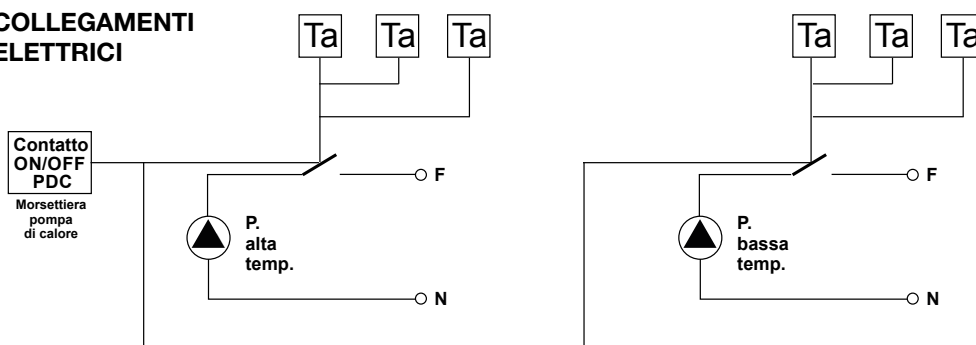 COLLEGAMENTI
ELETTRICI
Ta Ta Ta
Ta Ta Ta
Contatto
ON/OFF
PDC
Morsettiera
pompa
di calore
F
P.
alta
temp.
N
F
P.
bassa
temp.
N